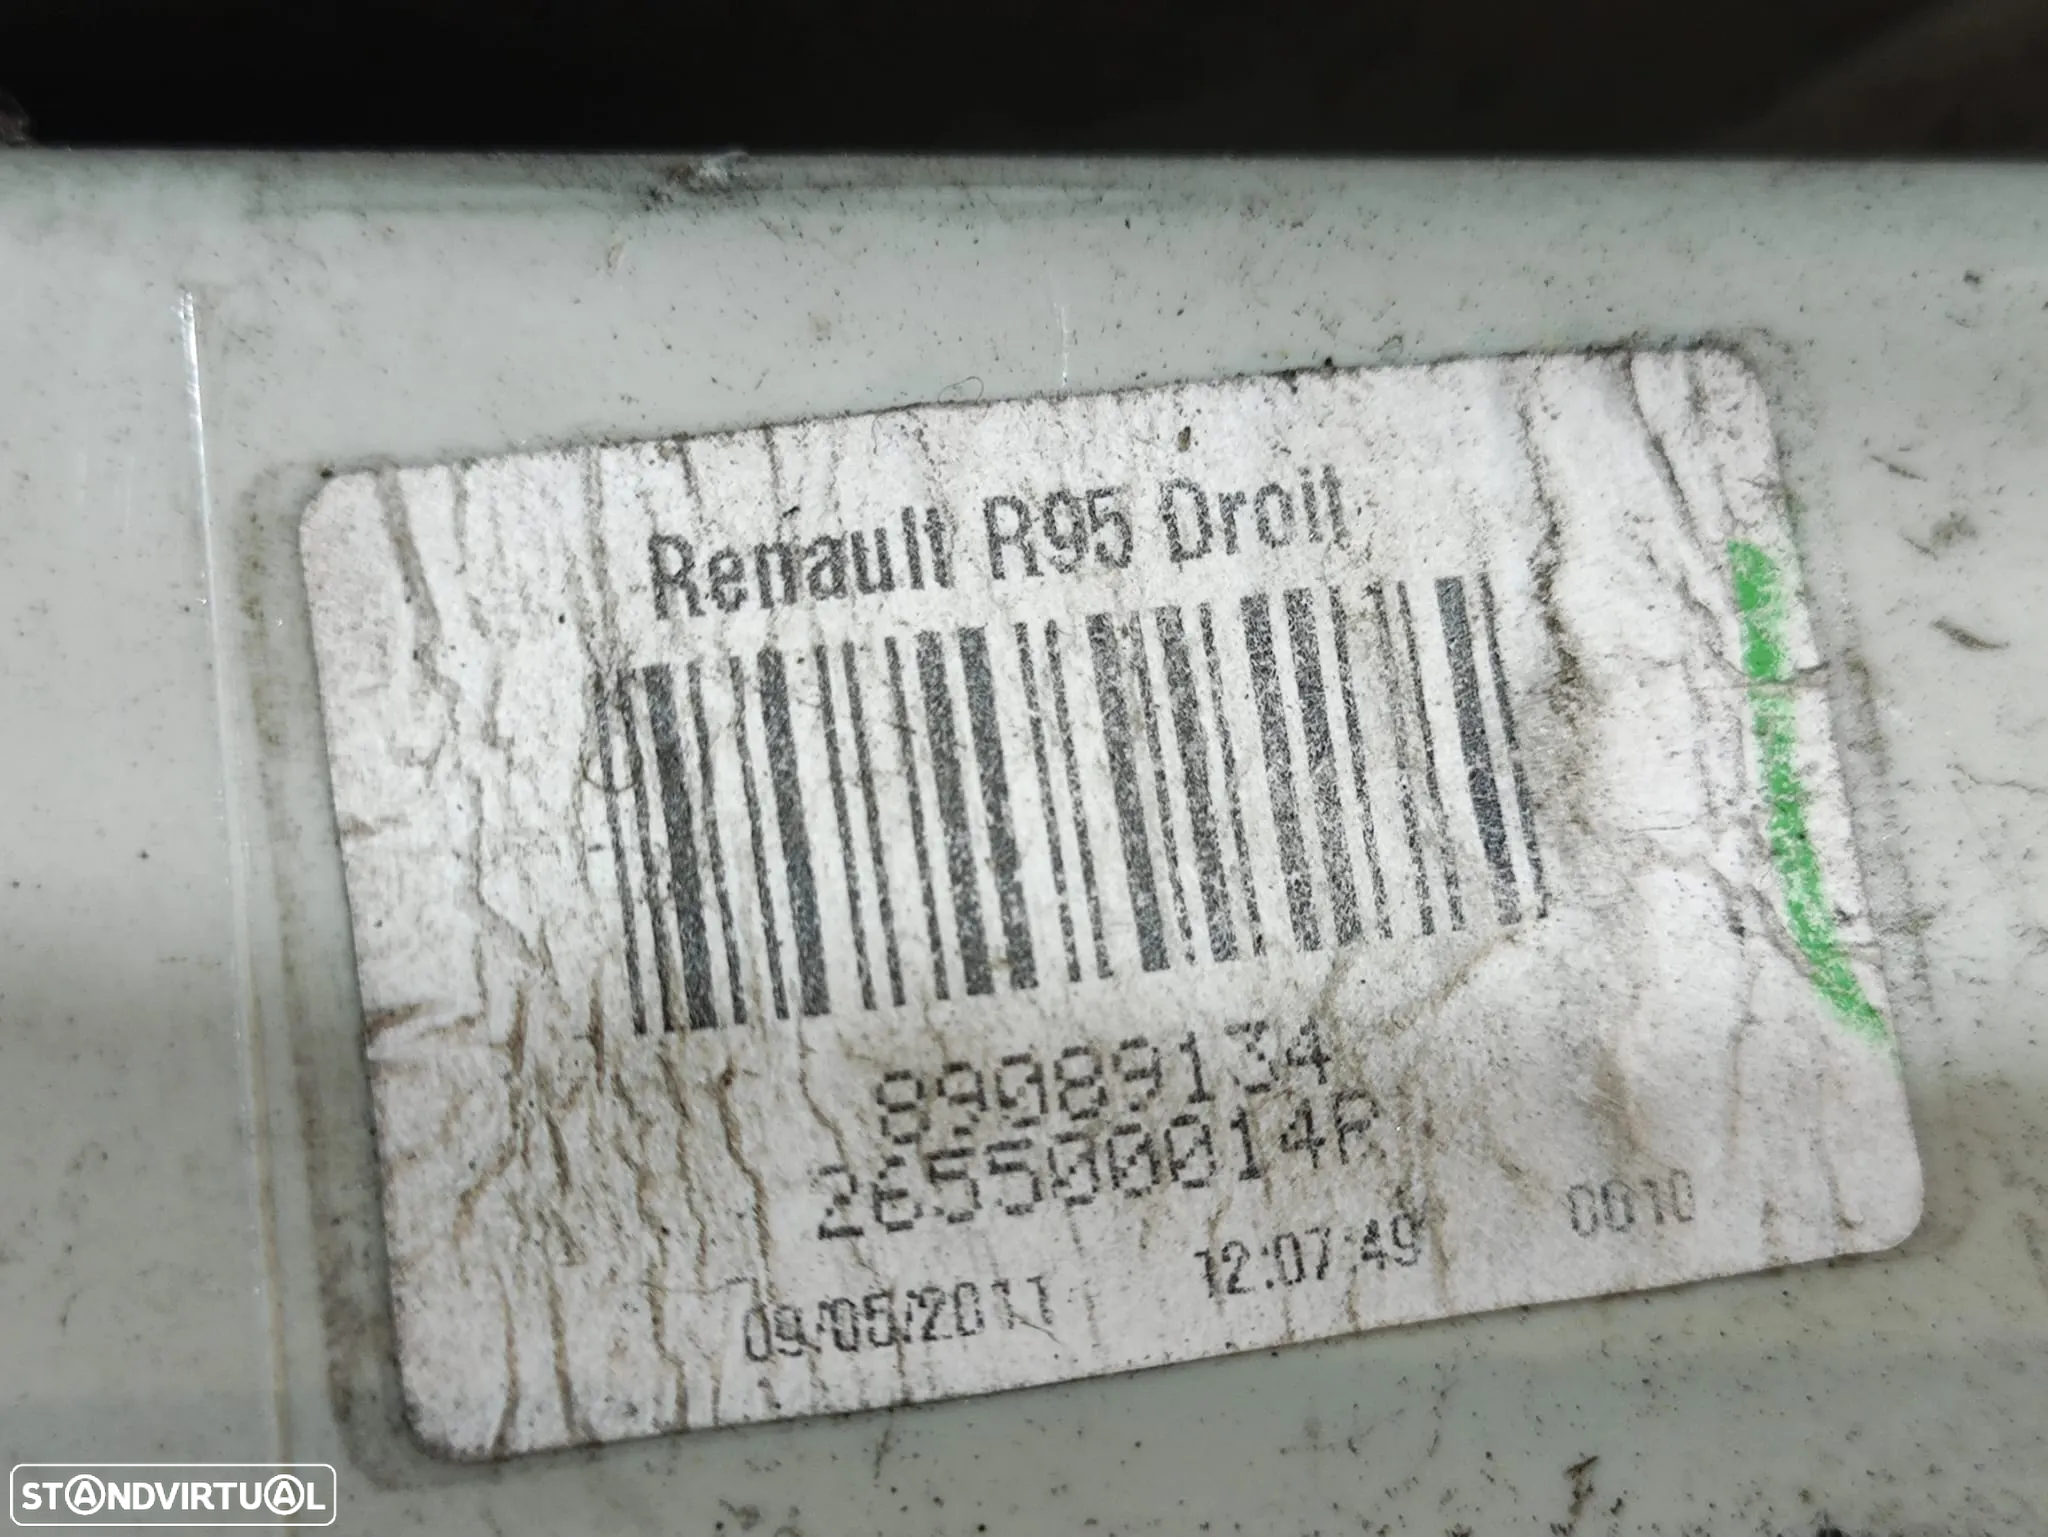 Renault R95 Droit
89089134
265500014R
09/05/2011 12:07:49 0010
STANDVIRTUAL